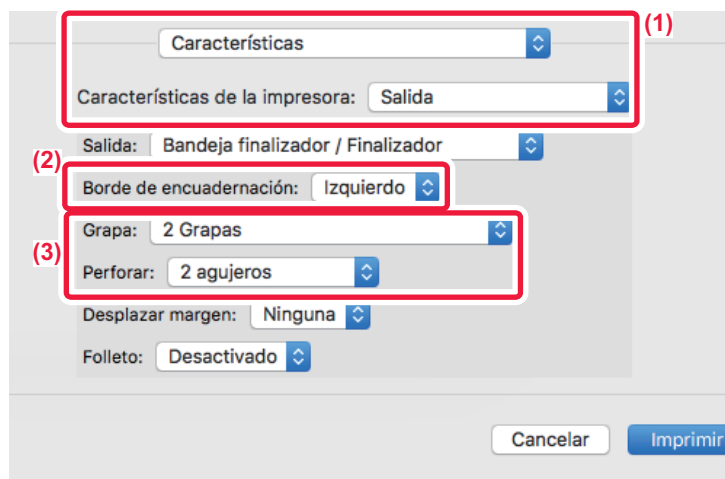 (1)
Características
Características de la impresora: Salida
Salida: Bandeja finalizador / Finalizador
(2)
Borde de encuadernación: Izquierdo
Grapa: 2 Grapas
(3)
Perforar: 2 agujeros
Desplazar margen: Ninguna
Folleto: Desactivado
Cancelar Imprimir